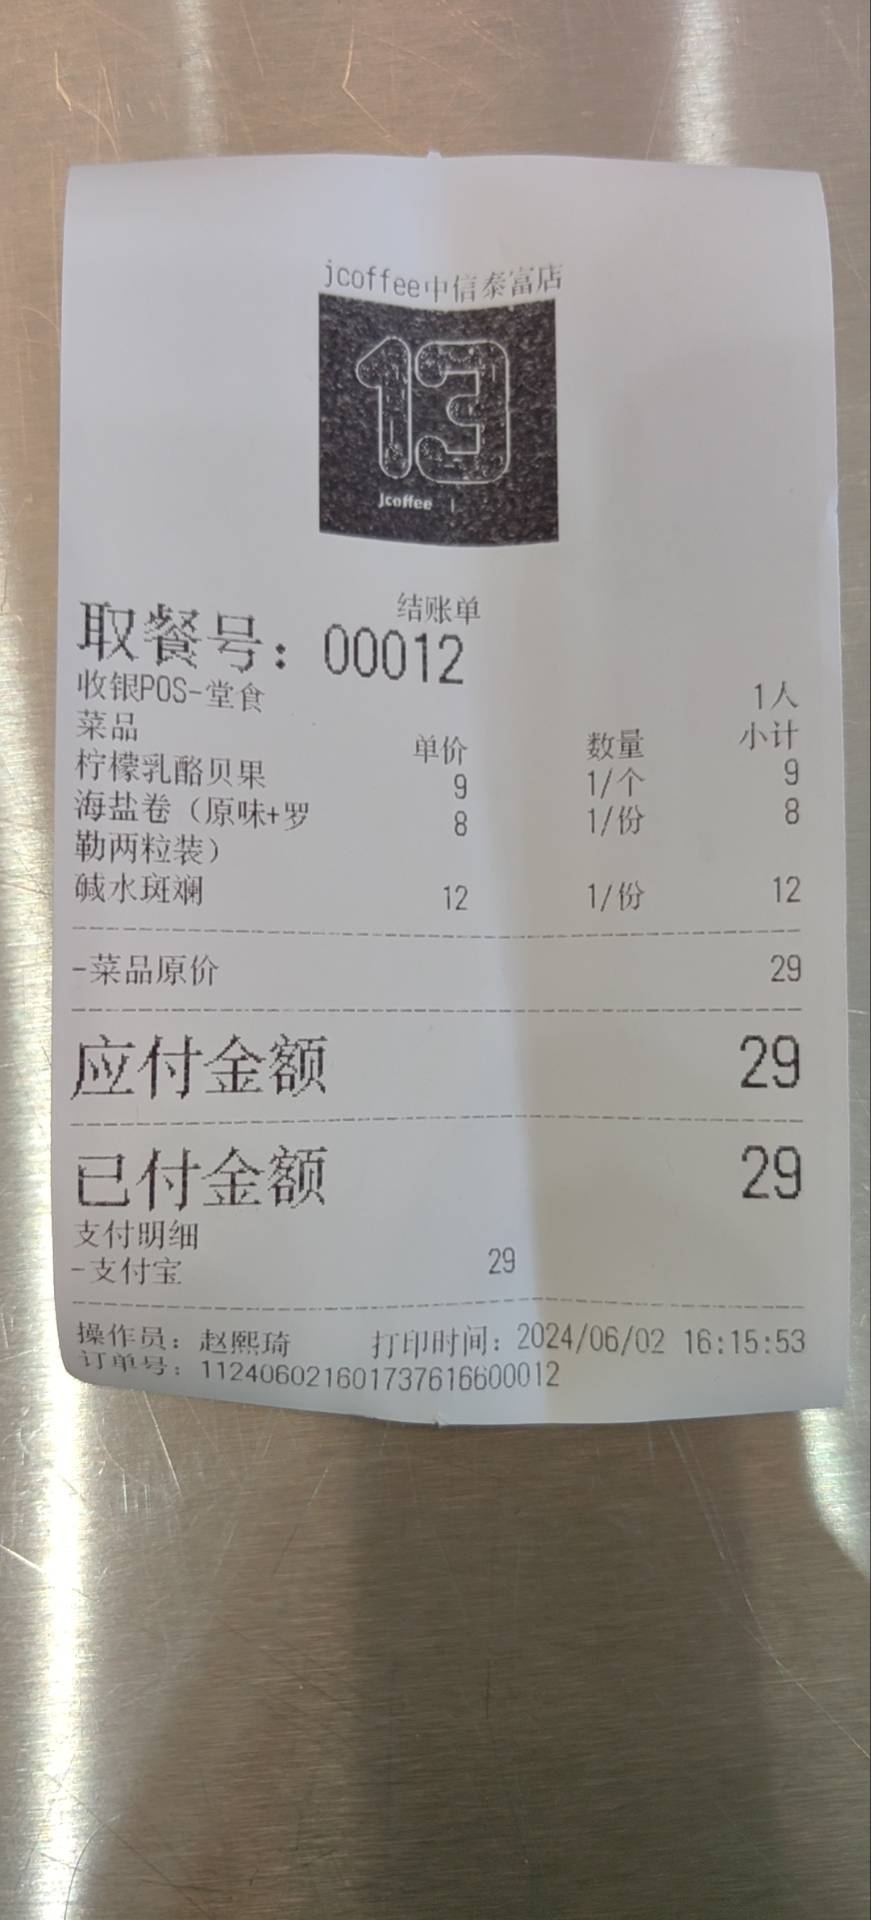 jcoffee中信泰富店
13
jcoffee
结账单
取餐号：00012
收银POS-堂食 1人
菜品 单价 数量 小计
柠檬乳酪贝果 9 1/个 9
海盐卷（原味+罗 8 1/份 8
勒两粒装）
碱水斑斓 12 1/份 12
-菜品原价 29
应付金额 29
已付金额 29
支付明细
-支付宝 29
操作员：赵熙琦 打印时间：2024/06/02 16:15:53
订单号：11240602160173761660​0012